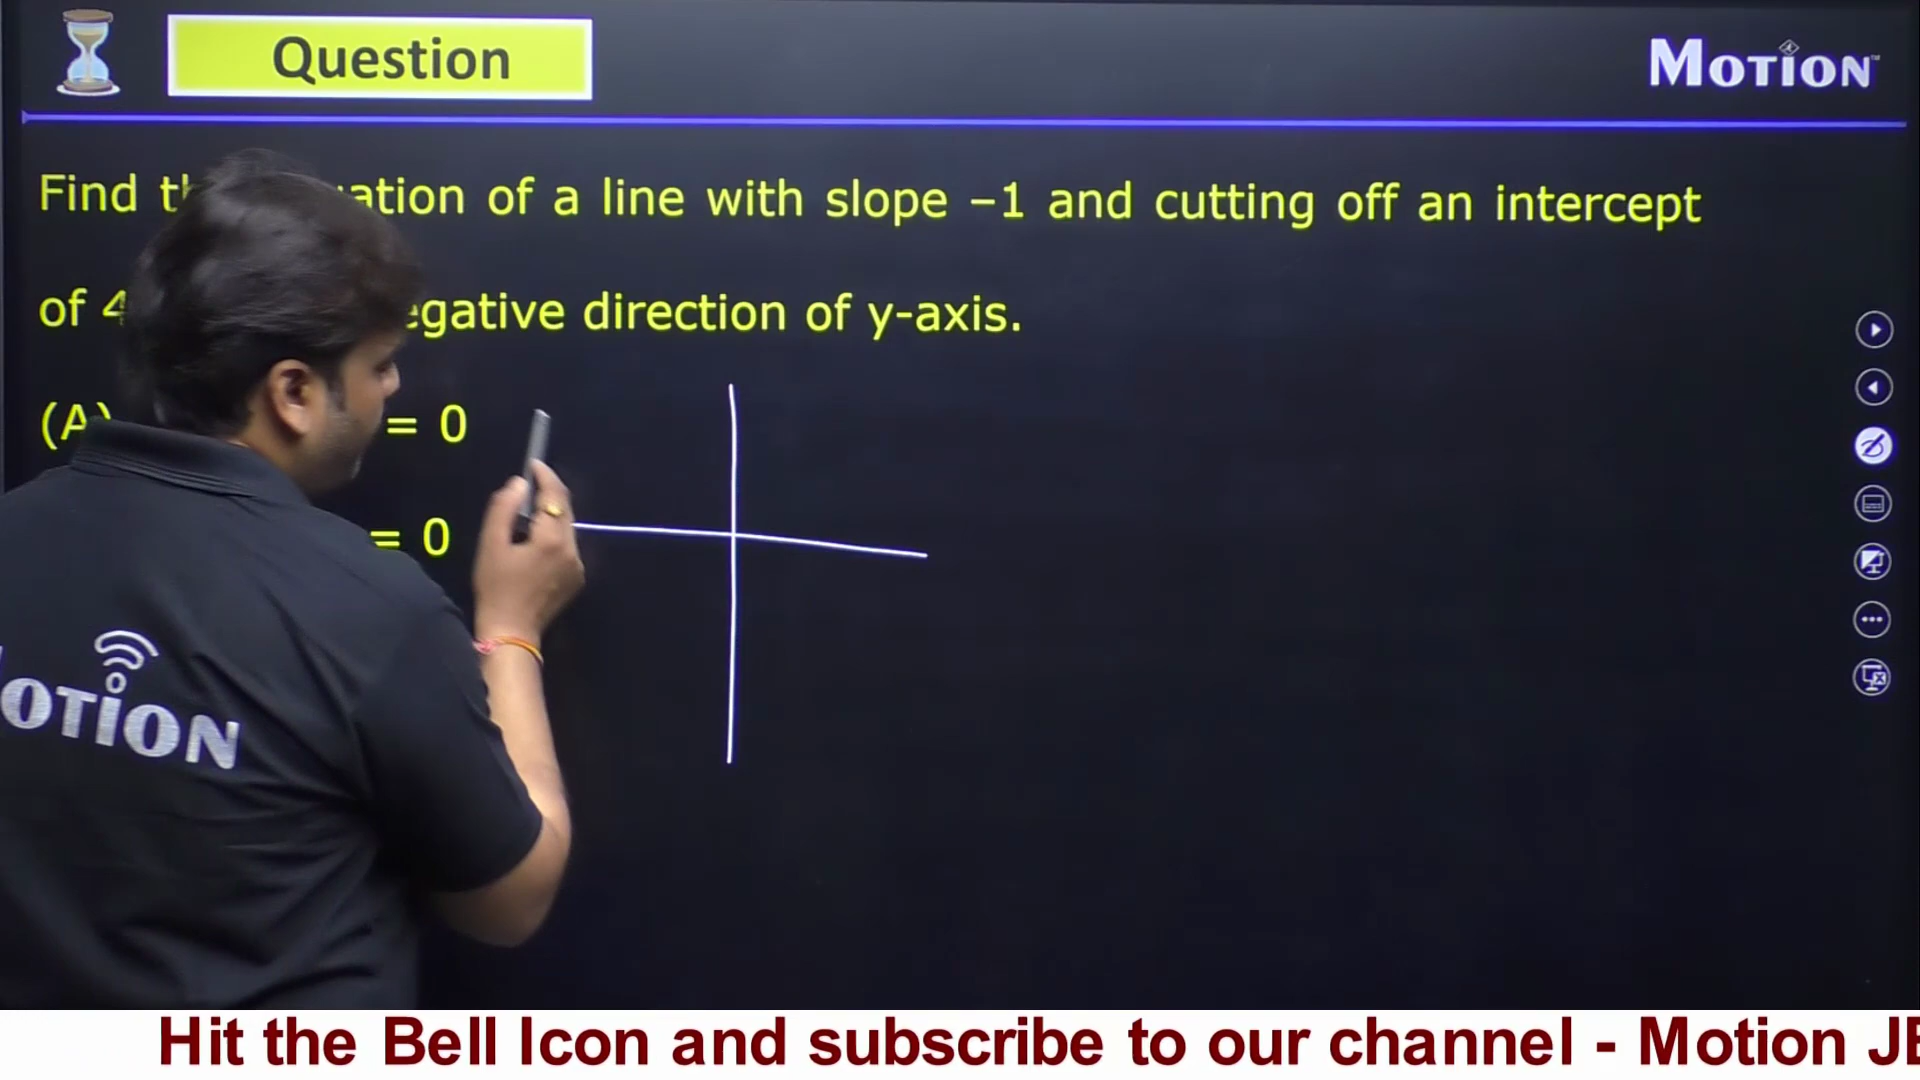 Question
MOTION
Find ation of a line with slope –1 and cutting off an intercept
of 4 egative direction of y-axis.
(A) = 0
= 0
OTION
Hit the Bell Icon and subscribe to our channel - Motion JE